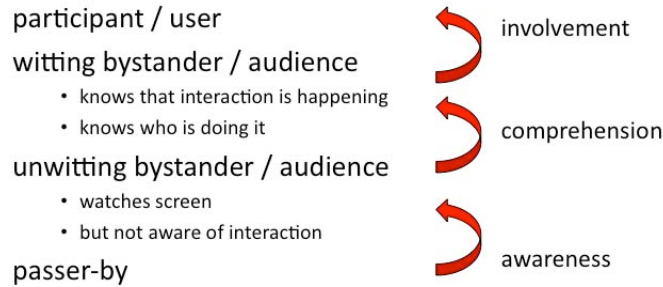 participant / user
involvement
witting bystander / audience
• knows that interaction is happening
• knows who is doing it
comprehension
unwitting bystander / audience
• watches screen
• but not aware of interaction
awareness
passer-by